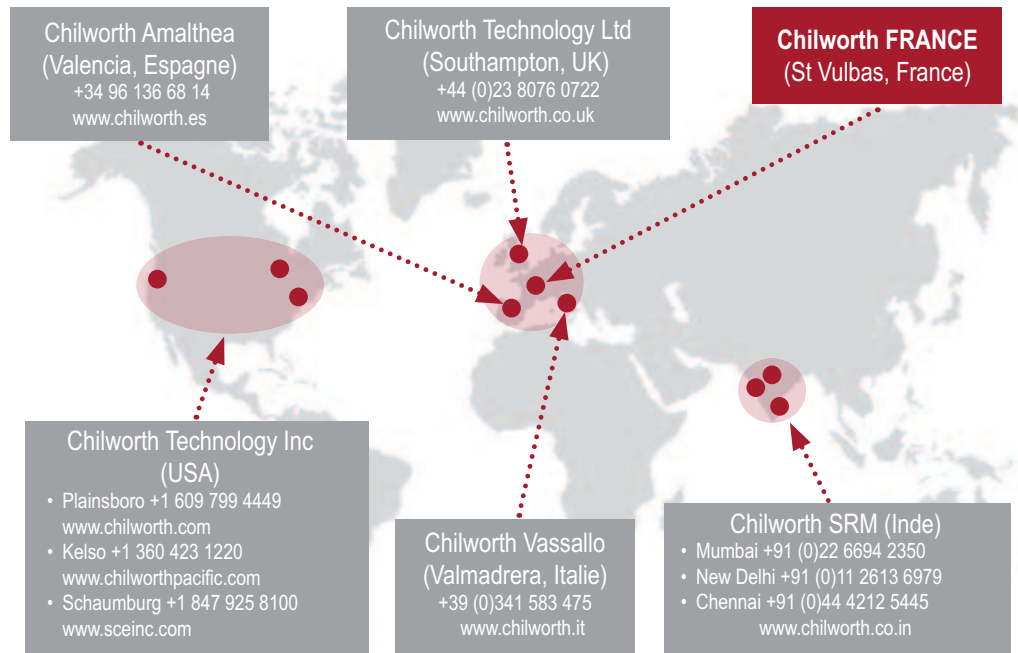 Chilworth Amalthea
(Valencia, Espagne)
+34 96 136 68 14
www.chilworth.es
Chilworth Technology Ltd
(Southampton, UK)
+44 (0)23 8076 0722
www.chilworth.co.uk
Chilworth FRANCE
(St Vulbas, France)
Chilworth Technology Inc
(USA)
• Plainsboro +1 609 799 4449
www.chilworth.com
• Kelso +1 360 423 1220
www.chilworthpacific.com
• Schaumburg +1 847 925 8100
www.sceinc.com
Chilworth Vassallo
(Valmadrera, Italie)
+39 (0)341 583 475
www.chilworth.it
Chilworth SRM (Inde)
• Mumbai +91 (0)22 6694 2350
• New Delhi +91 (0)11 2613 6979
• Chennai +91 (0)44 4212 5445
www.chilworth.co.in